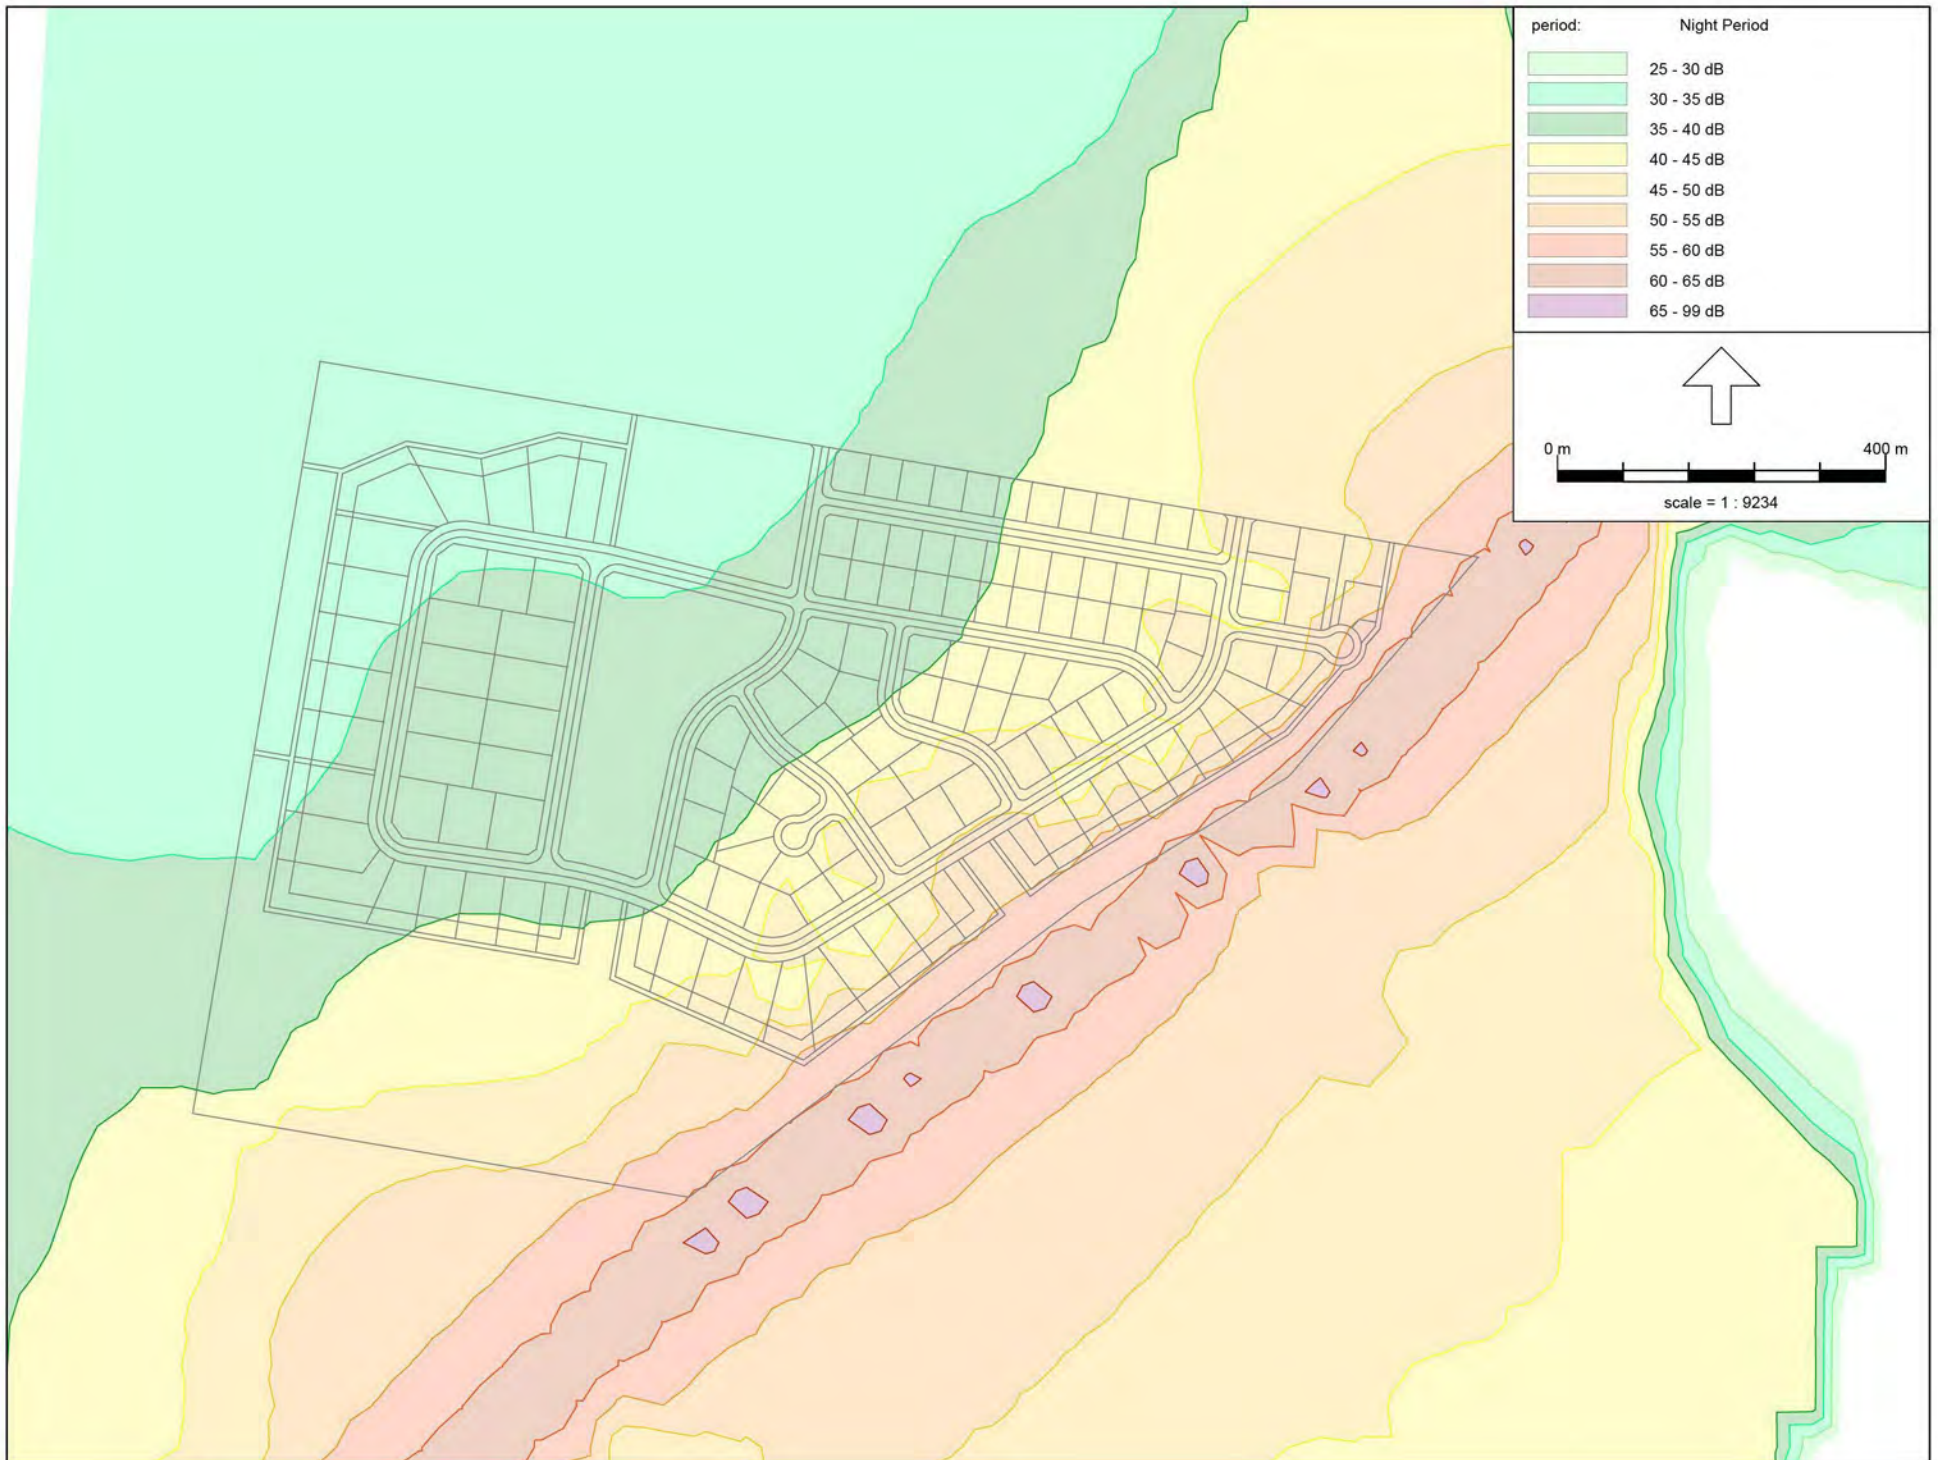 period: Night Period
25 - 30 dB
30 - 35 dB
35 - 40 dB
40 - 45 dB
45 - 50 dB
50 - 55 dB
55 - 60 dB
60 - 65 dB
65 - 99 dB
0 m 400 m
scale = 1 : 9234